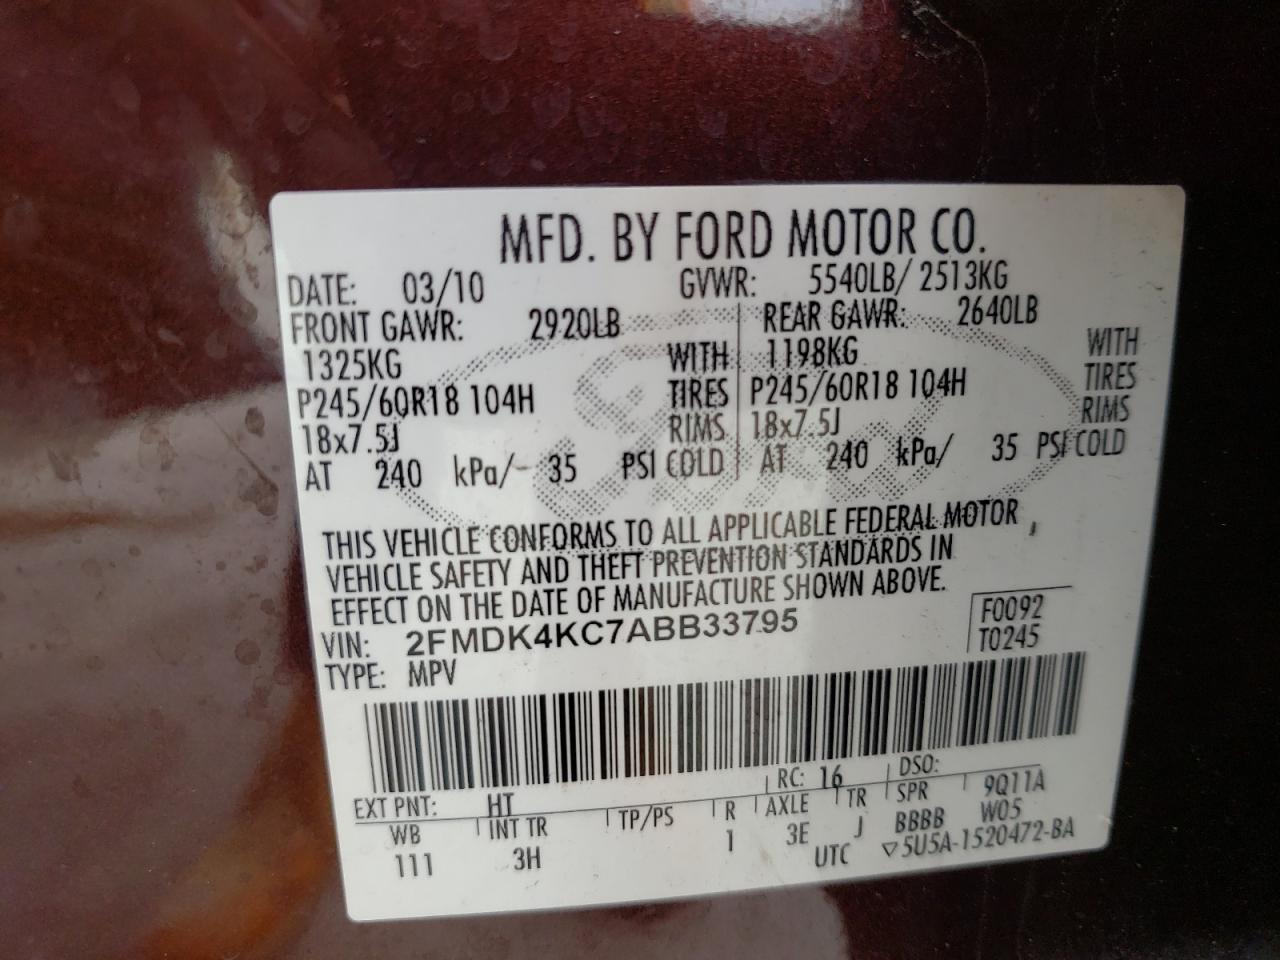 MFD. BY FORD MOTOR CO.
DATE: 03/10 GVWR: 5540LB/ 2513KG
FRONT GAWR: 2920LB REAR GAWR: 2640LB
1325KG WITH 1198KG WITH
P245/60R18 104H TIRES P245/60R18 104H TIRES
18x7.5J RIMS 18x7.5J RIMS
AT 240 kPa/ 35 PSI COLD AT 240 kPa/ 35 PSI COLD
Ford
THIS VEHICLE CONFORMS TO ALL APPLICABLE FEDERAL MOTOR
VEHICLE SAFETY AND THEFT PREVENTION STANDARDS IN
EFFECT ON THE DATE OF MANUFACTURE SHOWN ABOVE.
VIN: 2FMDK4KC7ABB33795 F0092
TYPE: MPV T0245
EXT PNT: HT RC: 16 DSO:
WB INT TR TP/PS R AXLE TR SPR 9Q11A
111 3H 1 3E J BBBB W05
UTC ▽5U5A-1520472-BA